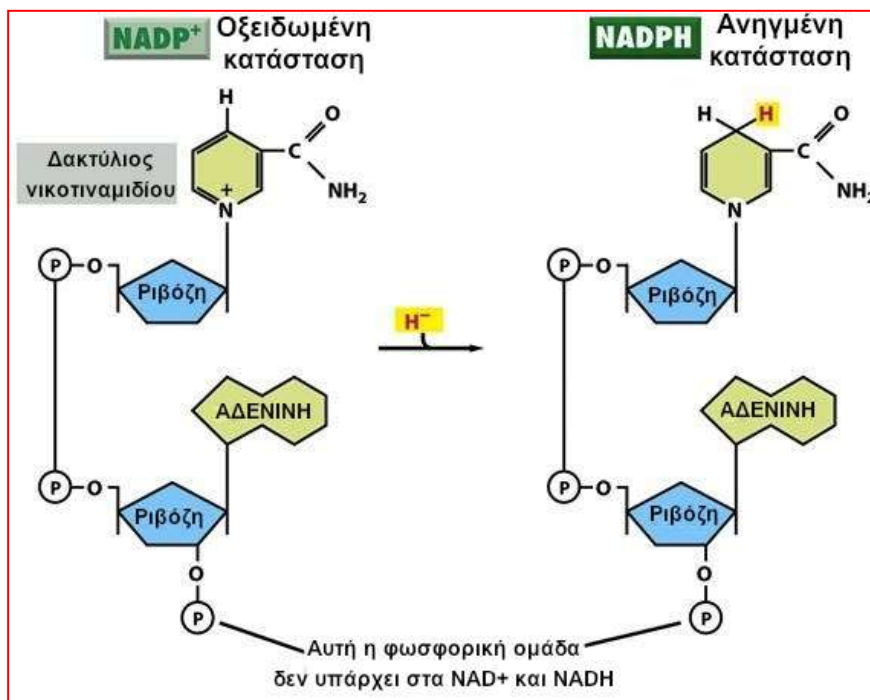 NADP⁺ Οξειδωμένη
κατάσταση
NADPH Ανηγμένη
κατάσταση
H
O
C
NH₂
Δακτύλιος
νικοτιναμιδίου
+
N
P
O
Ριβόζη
H H
O
C
NH₂
N
P
O
Ριβόζη
H⁻
ΑΔΕΝΙΝΗ
P
O
Ριβόζη
O
P
ΑΔΕΝΙΝΗ
P
O
Ριβόζη
O
P
Αυτή η φωσφορική ομάδα
δεν υπάρχει στα NAD+ και NADH